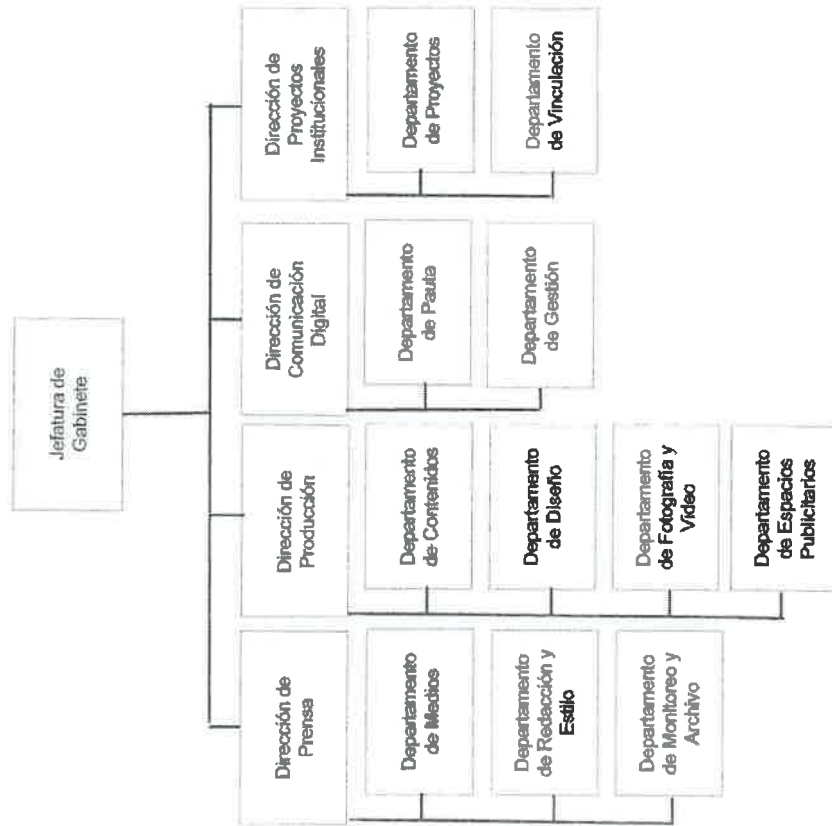 Jefatura de
Gabinete
Dirección de
Prensa
Departamento
de Medios
Departamento
de Redacción y
Estilo
Departamento
de Monitoreo y
Archivo
Dirección de
Producción
Departamento
de Contenidos
Departamento
de Diseño
Departamento
de Fotografía y
Vídeo
Departamento
de Espacios
Publicitarios
Dirección de
Comunicación
Digital
Departamento
de Pauta
Departamento
de Gestión
Dirección de
Proyectos
Institucionales
Departamento
de Proyectos
Departamento
de Vinculación